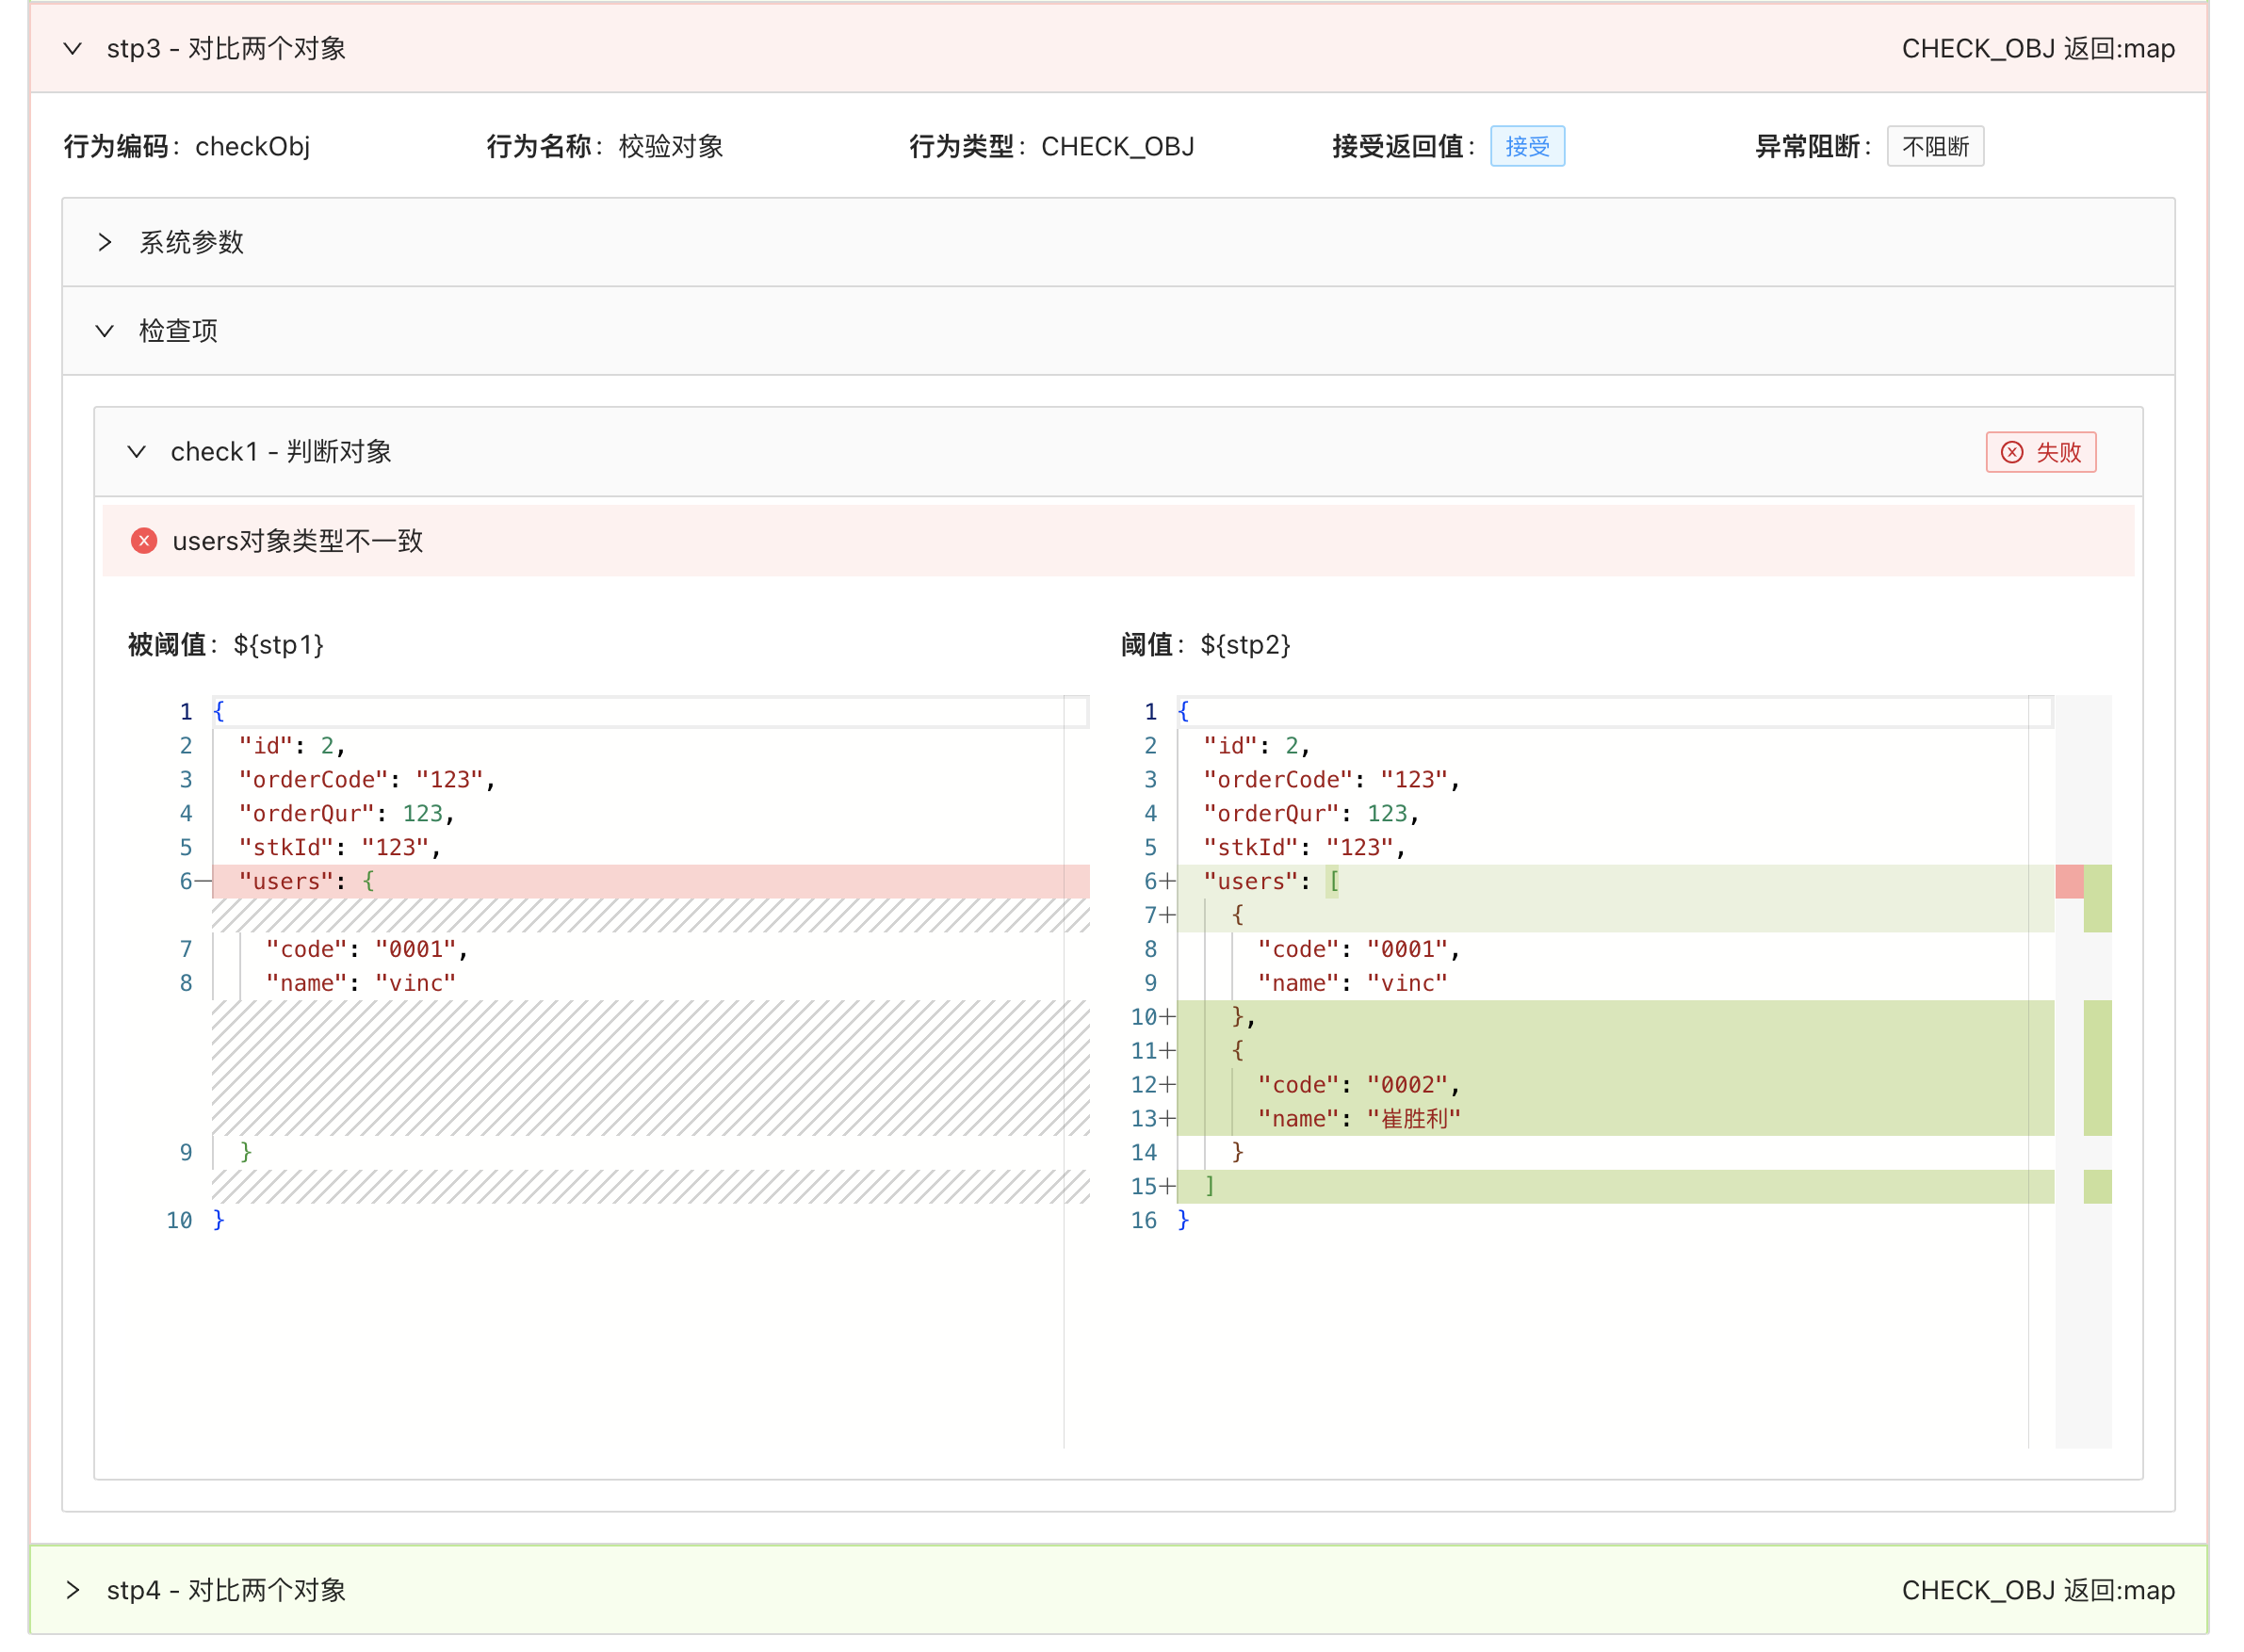 stp3 - 对比两个对象 CHECK_OBJ 返回:map
行为编码: checkObj 行为名称: 校验对象 行为类型: CHECK_OBJ 接受返回值: 接受 异常阻断: 不阻断
系统参数
检查项
check1 - 判断对象 失败
users对象类型不一致
被阈值: ${stp1}
1 {
2 "id": 2,
3 "orderCode": "123",
4 "orderQur": 123,
5 "stkId": "123",
6— "users": {
7 "code": "0001",
8 "name": "vinc"
9 }
10 }
阈值: ${stp2}
1 {
2 "id": 2,
3 "orderCode": "123",
4 "orderQur": 123,
5 "stkId": "123",
6+ "users": [
7+ {
8 "code": "0001",
9 "name": "vinc"
10+ },
11+ {
12+ "code": "0002",
13+ "name": "崔胜利"
14 }
15+ ]
16 }
stp4 - 对比两个对象 CHECK_OBJ 返回:map